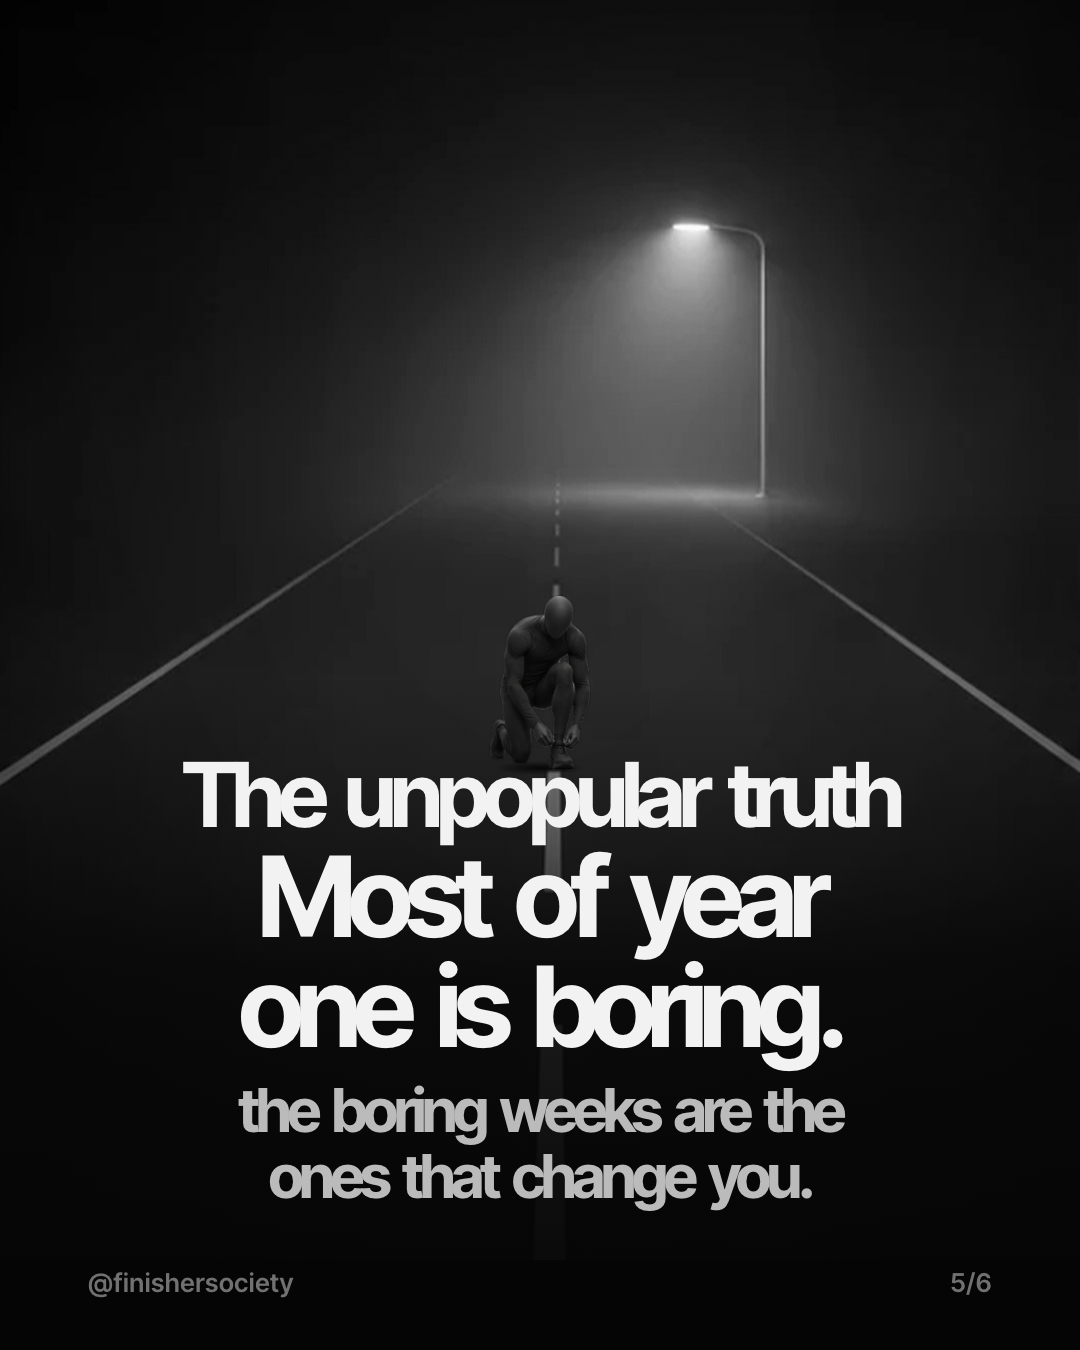 The unpopular truth
Most of year
one is boring.
the boring weeks are the
ones that change you.
@finishersociety
5/6